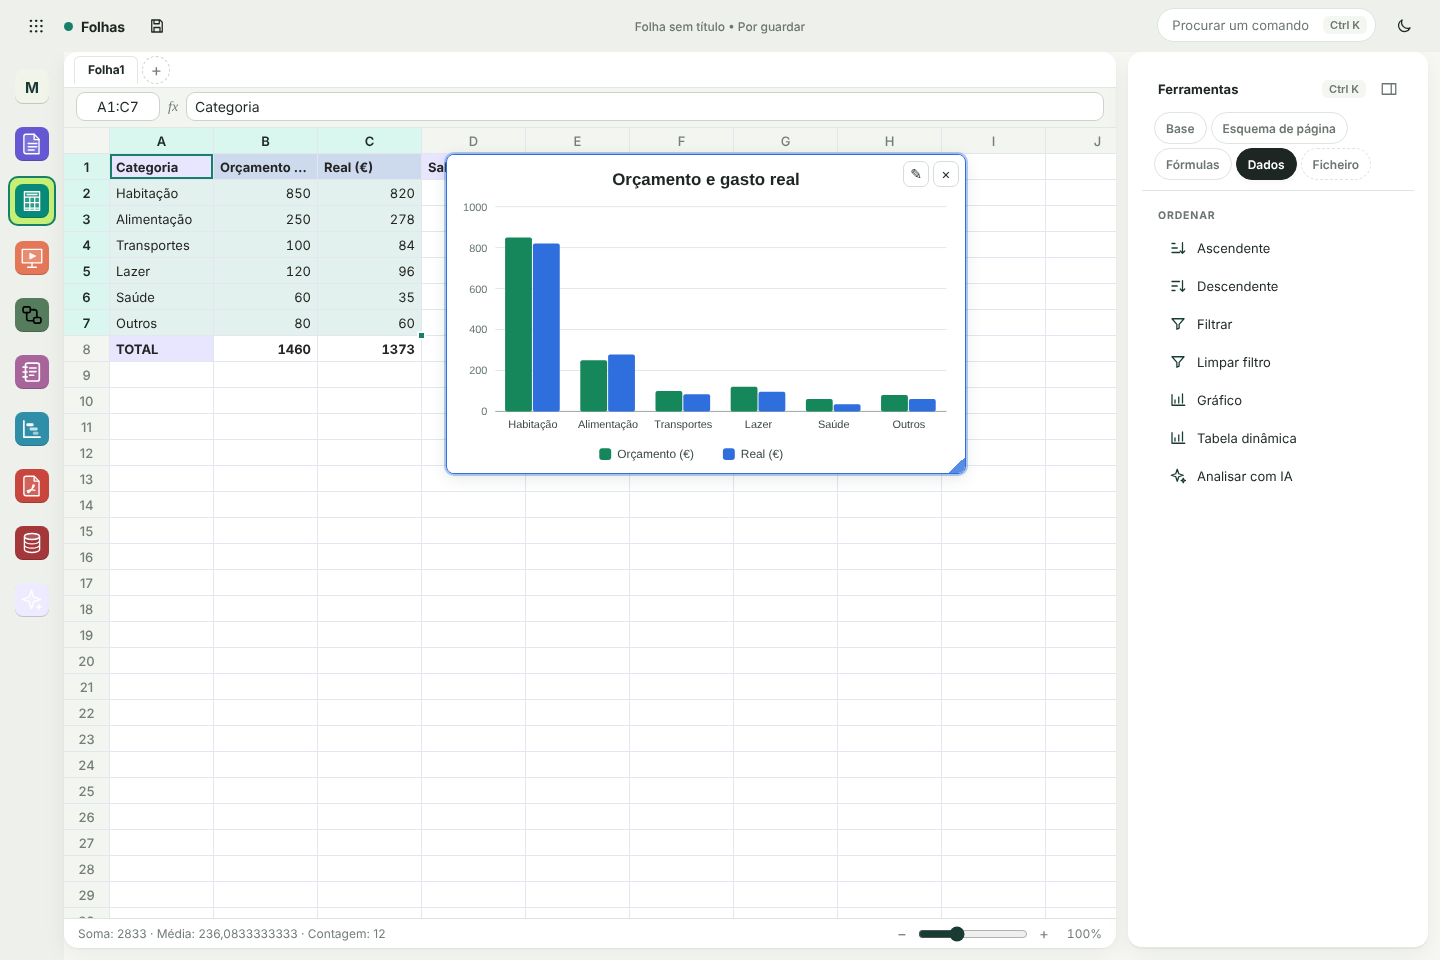 Folhas
Folha sem título • Por guardar
Procurar um comando Ctrl K
M
Folha1 +
A1:C7 fx Categoria
A B C D E F G H I J
1 Categoria Orçamento ... Real (€)
2 Habitação 850 820
3 Alimentação 250 278
4 Transportes 100 84
5 Lazer 120 96
6 Saúde 60 35
7 Outros 80 60
8 TOTAL 1460 1373
9
10
11
12
13
14
15
16
17
18
19
20
21
22
23
24
25
26
27
28
29
Orçamento e gasto real
1000
800
600
400
200
0
Habitação Alimentação Transportes Lazer Saúde Outros
Orçamento (€) Real (€)
Soma: 2833 · Média: 236,0833333333 · Contagem: 12
− + 100%
Ferramentas Ctrl K
Base Esquema de página
Fórmulas Dados Ficheiro
ORDENAR
Ascendente
Descendente
Filtrar
Limpar filtro
Gráfico
Tabela dinâmica
Analisar com IA